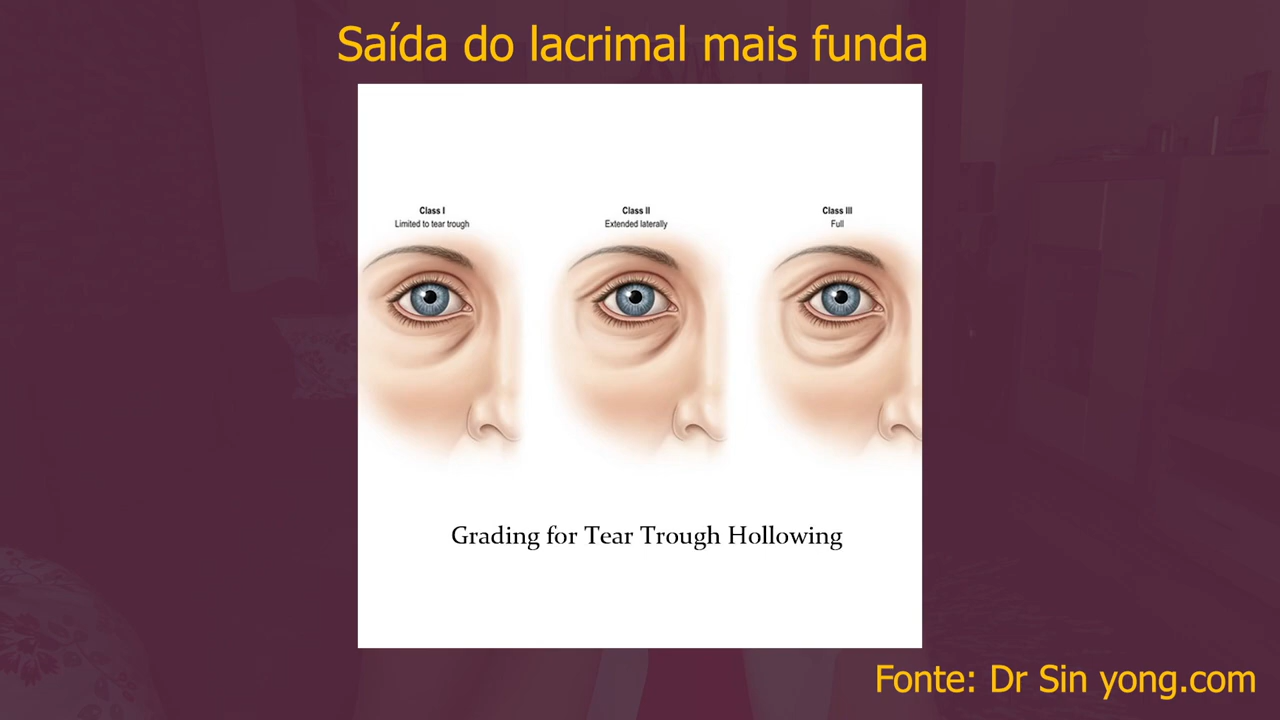 Saída do lacrimal mais funda
Class I
Limited to tear trough
Class II
Extended laterally
Class III
Full
Grading for Tear Trough Hollowing
Fonte: Dr Sin yong.com